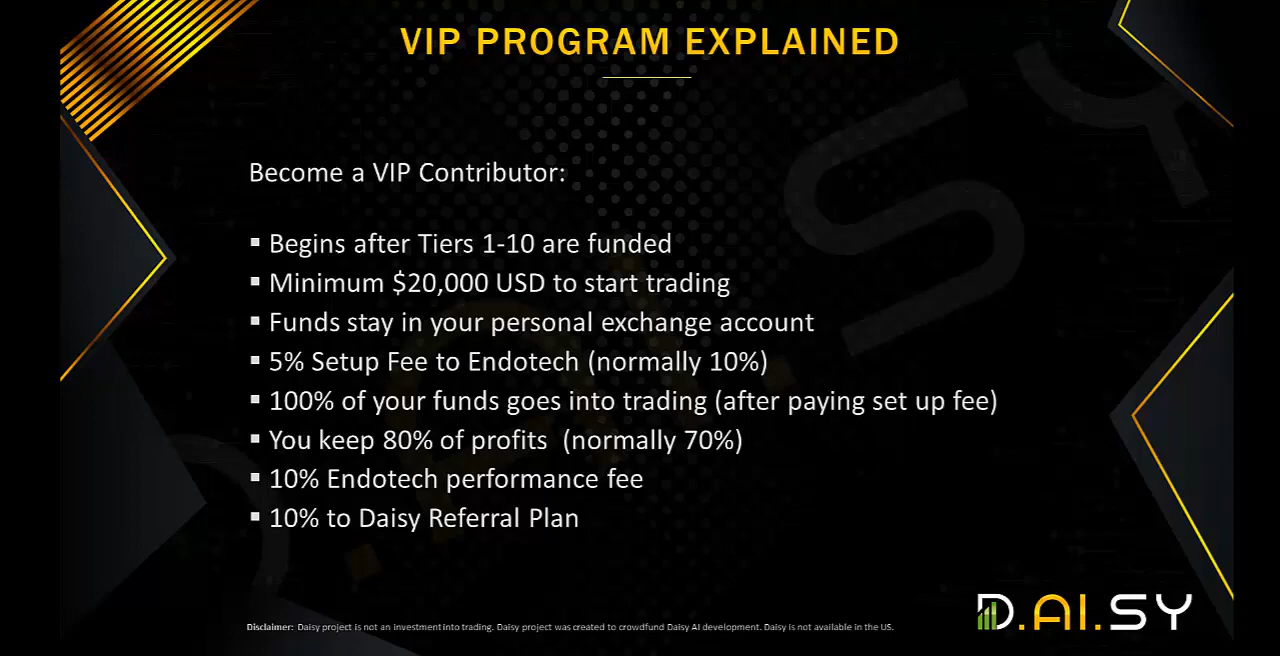 VIP PROGRAM EXPLAINED
Become a VIP Contributor:
▪ Begins after Tiers 1-10 are funded
▪ Minimum $20,000 USD to start trading
▪ Funds stay in your personal exchange account
▪ 5% Setup Fee to Endotech (normally 10%)
▪ 100% of your funds goes into trading (after paying set up fee)
▪ You keep 80% of profits  (normally 70%)
▪ 10% Endotech performance fee
▪ 10% to Daisy Referral Plan
Disclaimer: Daisy project is not an investment into trading. Daisy project was created to crowdfund Daisy AI development. Daisy is not available in the US.
D.AI.SY